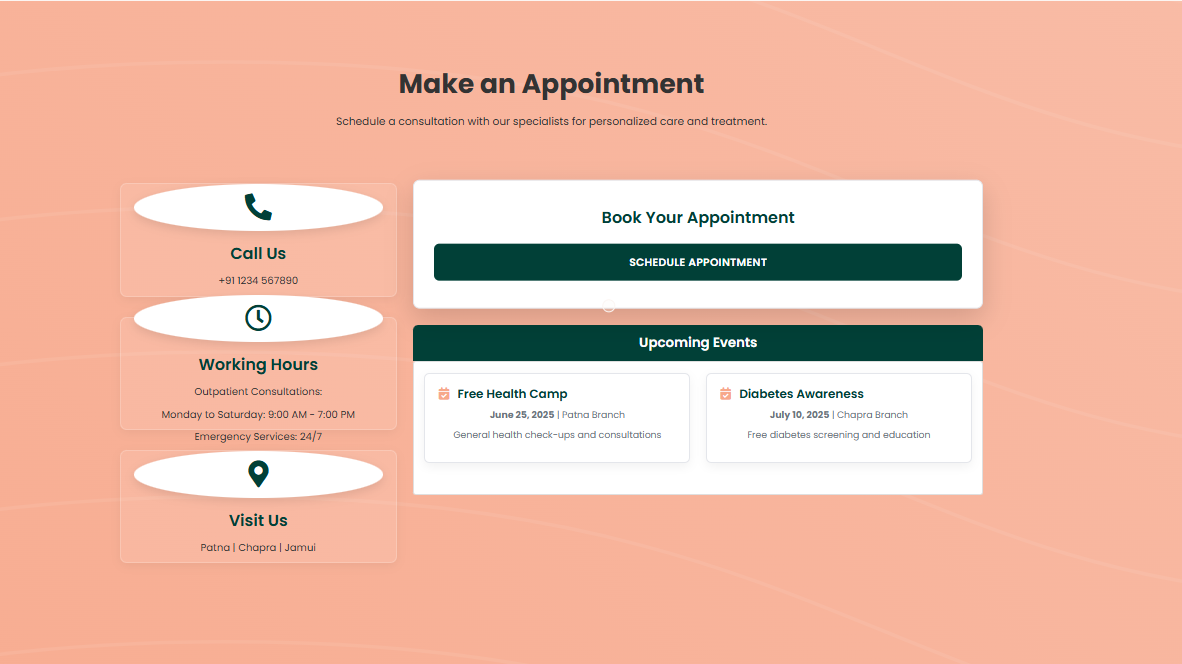 Make an Appointment
Schedule a consultation with our specialists for personalized care and treatment.
Call Us
+91 1234 567890
Working Hours
Outpatient Consultations:
Monday to Saturday: 9:00 AM - 7:00 PM
Emergency Services: 24/7
Visit Us
Patna | Chapra | Jamui
Book Your Appointment
SCHEDULE APPOINTMENT
Upcoming Events
Free Health Camp
June 25, 2025 | Patna Branch
General health check-ups and consultations
Diabetes Awareness
July 10, 2025 | Chapra Branch
Free diabetes screening and education